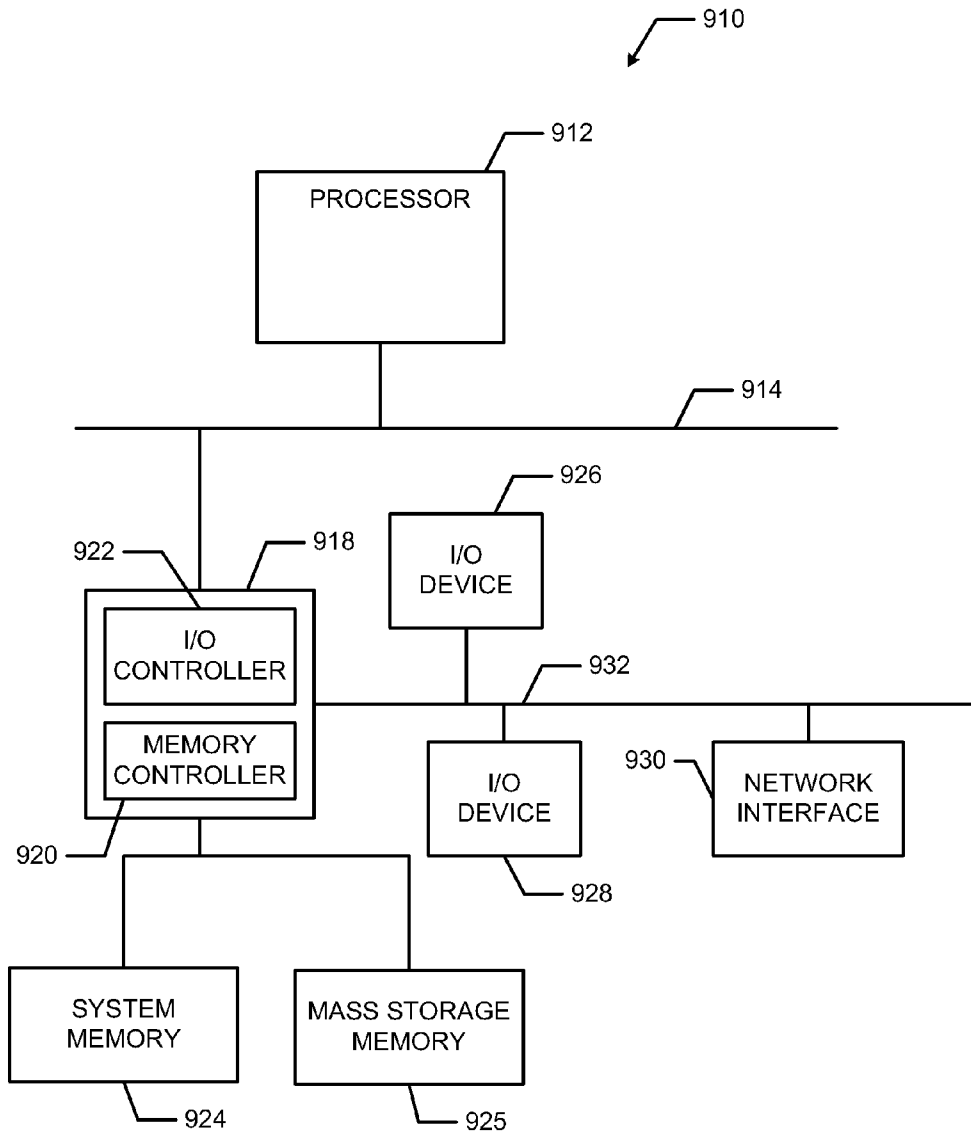 910
912
PROCESSOR
914
926
I/O
DEVICE
922
918
I/O
CONTROLLER
932
MEMORY
CONTROLLER
920
I/O
DEVICE
928
930
NETWORK
INTERFACE
SYSTEM
MEMORY
924
MASS STORAGE
MEMORY
925